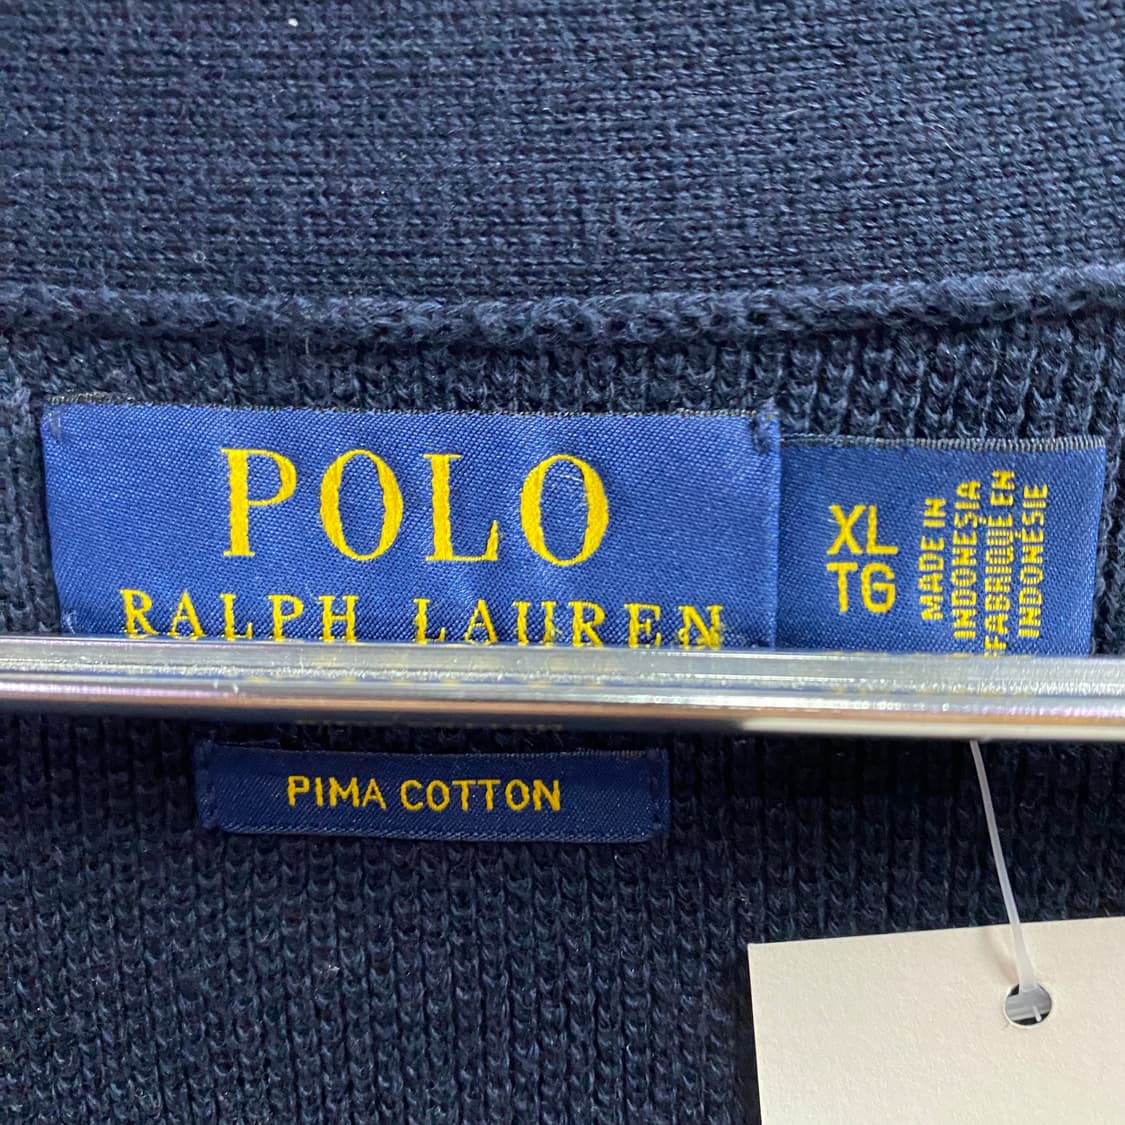 POLO
RALPH LAUREN
XL
TG
MADE IN
INDONESIA
FABRIQUÉ EN
INDONÉSIE
PIMA COTTON